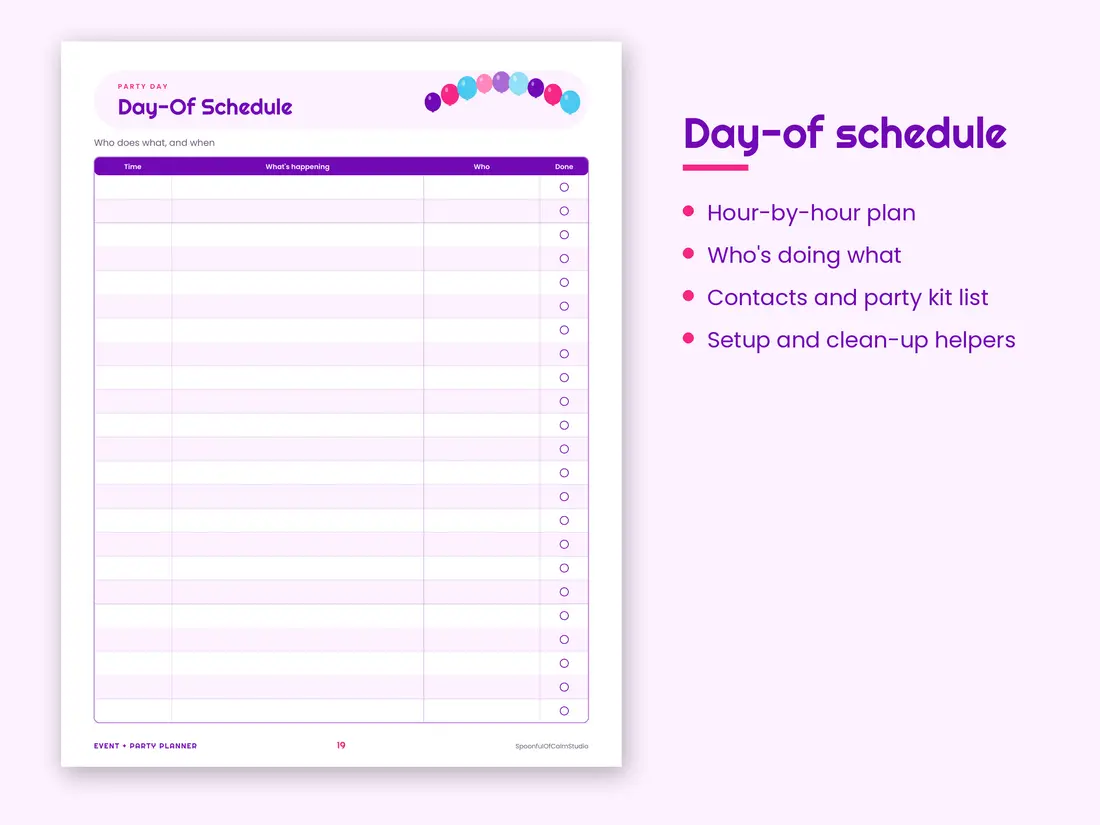 PARTY DAY
Day-Of Schedule
Who does what, and when
Time What's happening Who Done
EVENT + PARTY PLANNER 19 SpoonfulOfCalmStudio
Day-of schedule
Hour-by-hour plan
Who's doing what
Contacts and party kit list
Setup and clean-up helpers